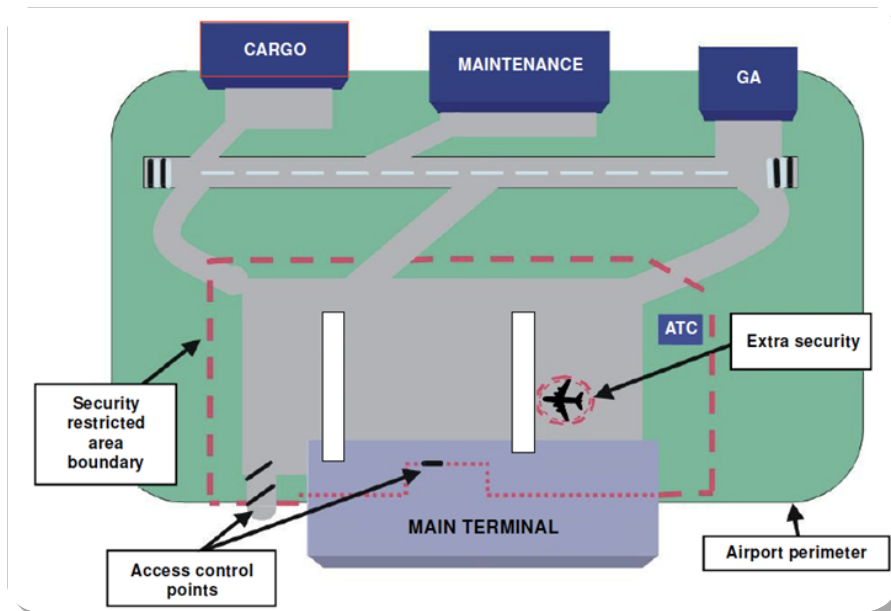 CARGO
MAINTENANCE
GA
ATC
Extra security
Security
restricted
area
boundary
MAIN TERMINAL
Access control
points
Airport perimeter